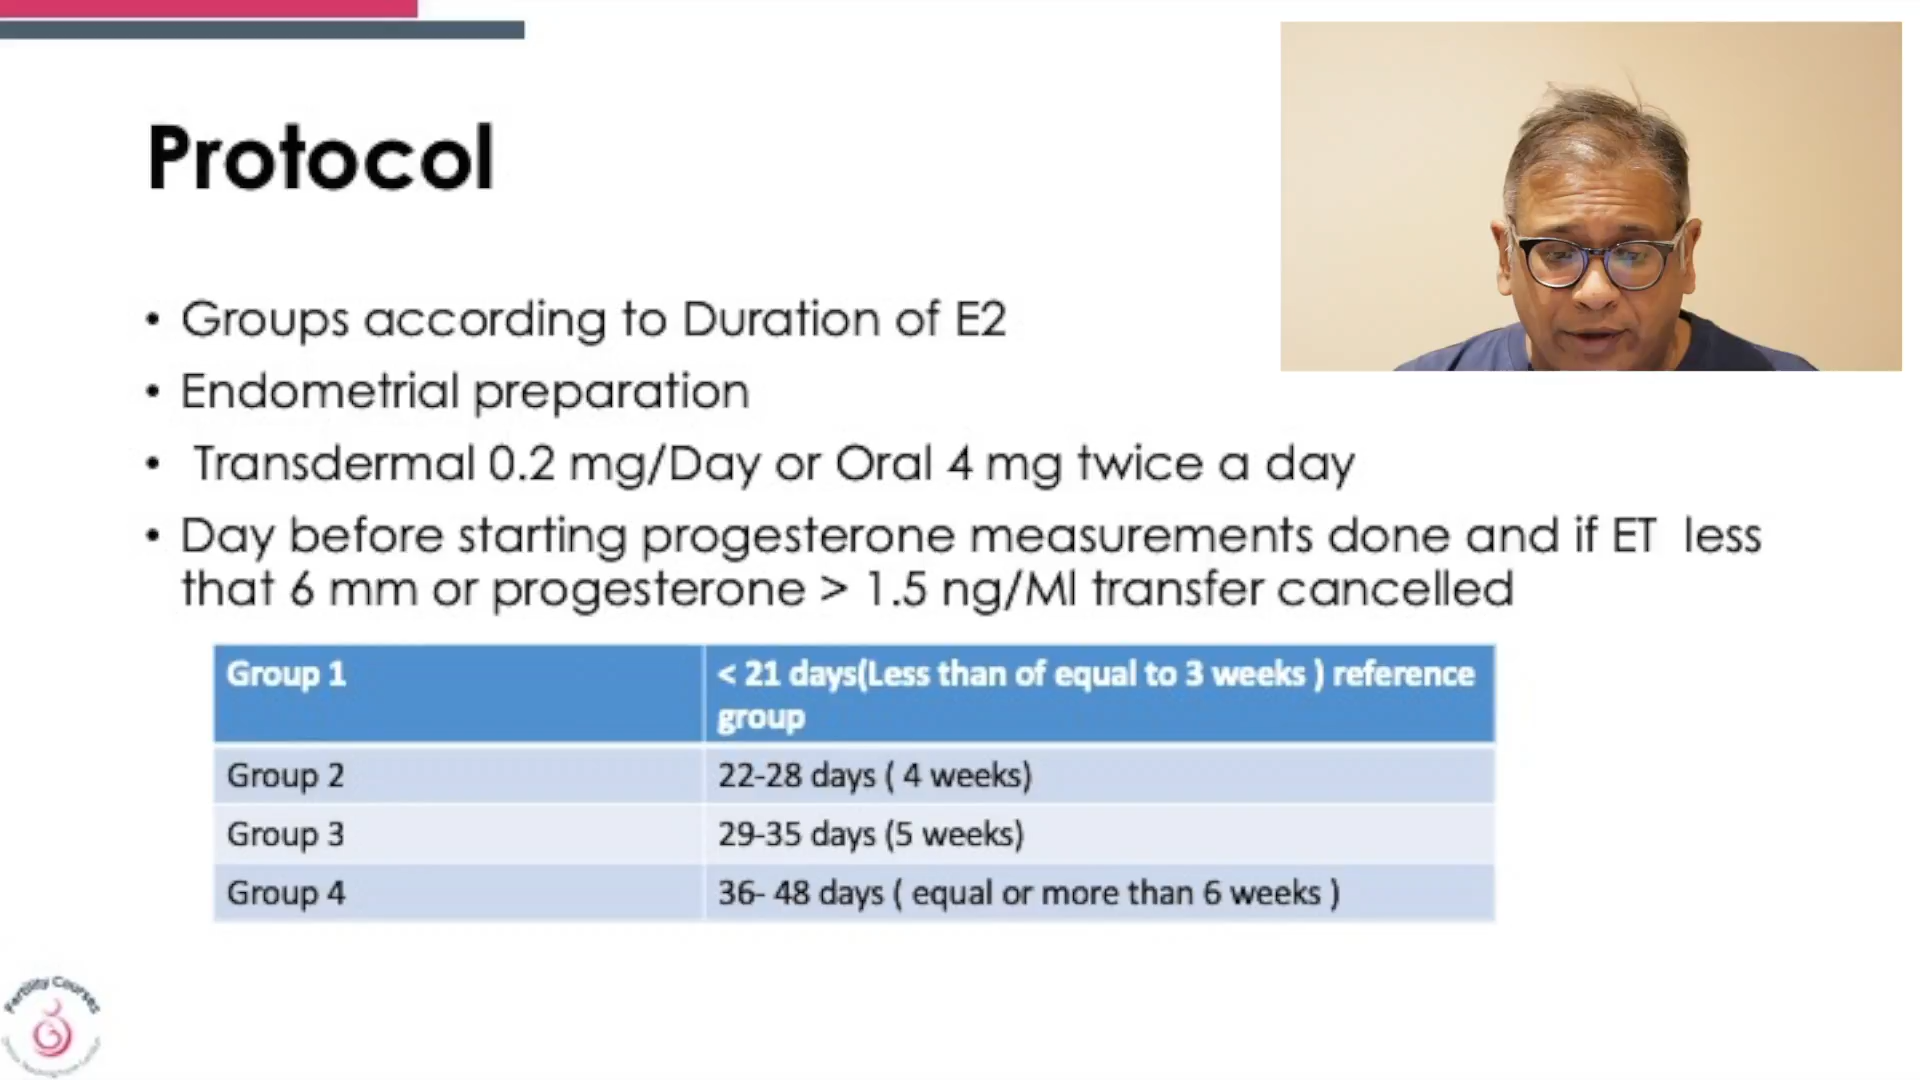 Protocol
• Groups according to Duration of E2
• Endometrial preparation
• Transdermal 0.2 mg/Day or Oral 4 mg twice a day
• Day before starting progesterone measurements done and if ET less
that 6 mm or progesterone > 1.5 ng/Ml transfer cancelled
Group 1 < 21 days(Less than of equal to 3 weeks ) reference
group
Group 2 22-28 days ( 4 weeks)
Group 3 29-35 days (5 weeks)
Group 4 36- 48 days ( equal or more than 6 weeks )
Fertility Courses